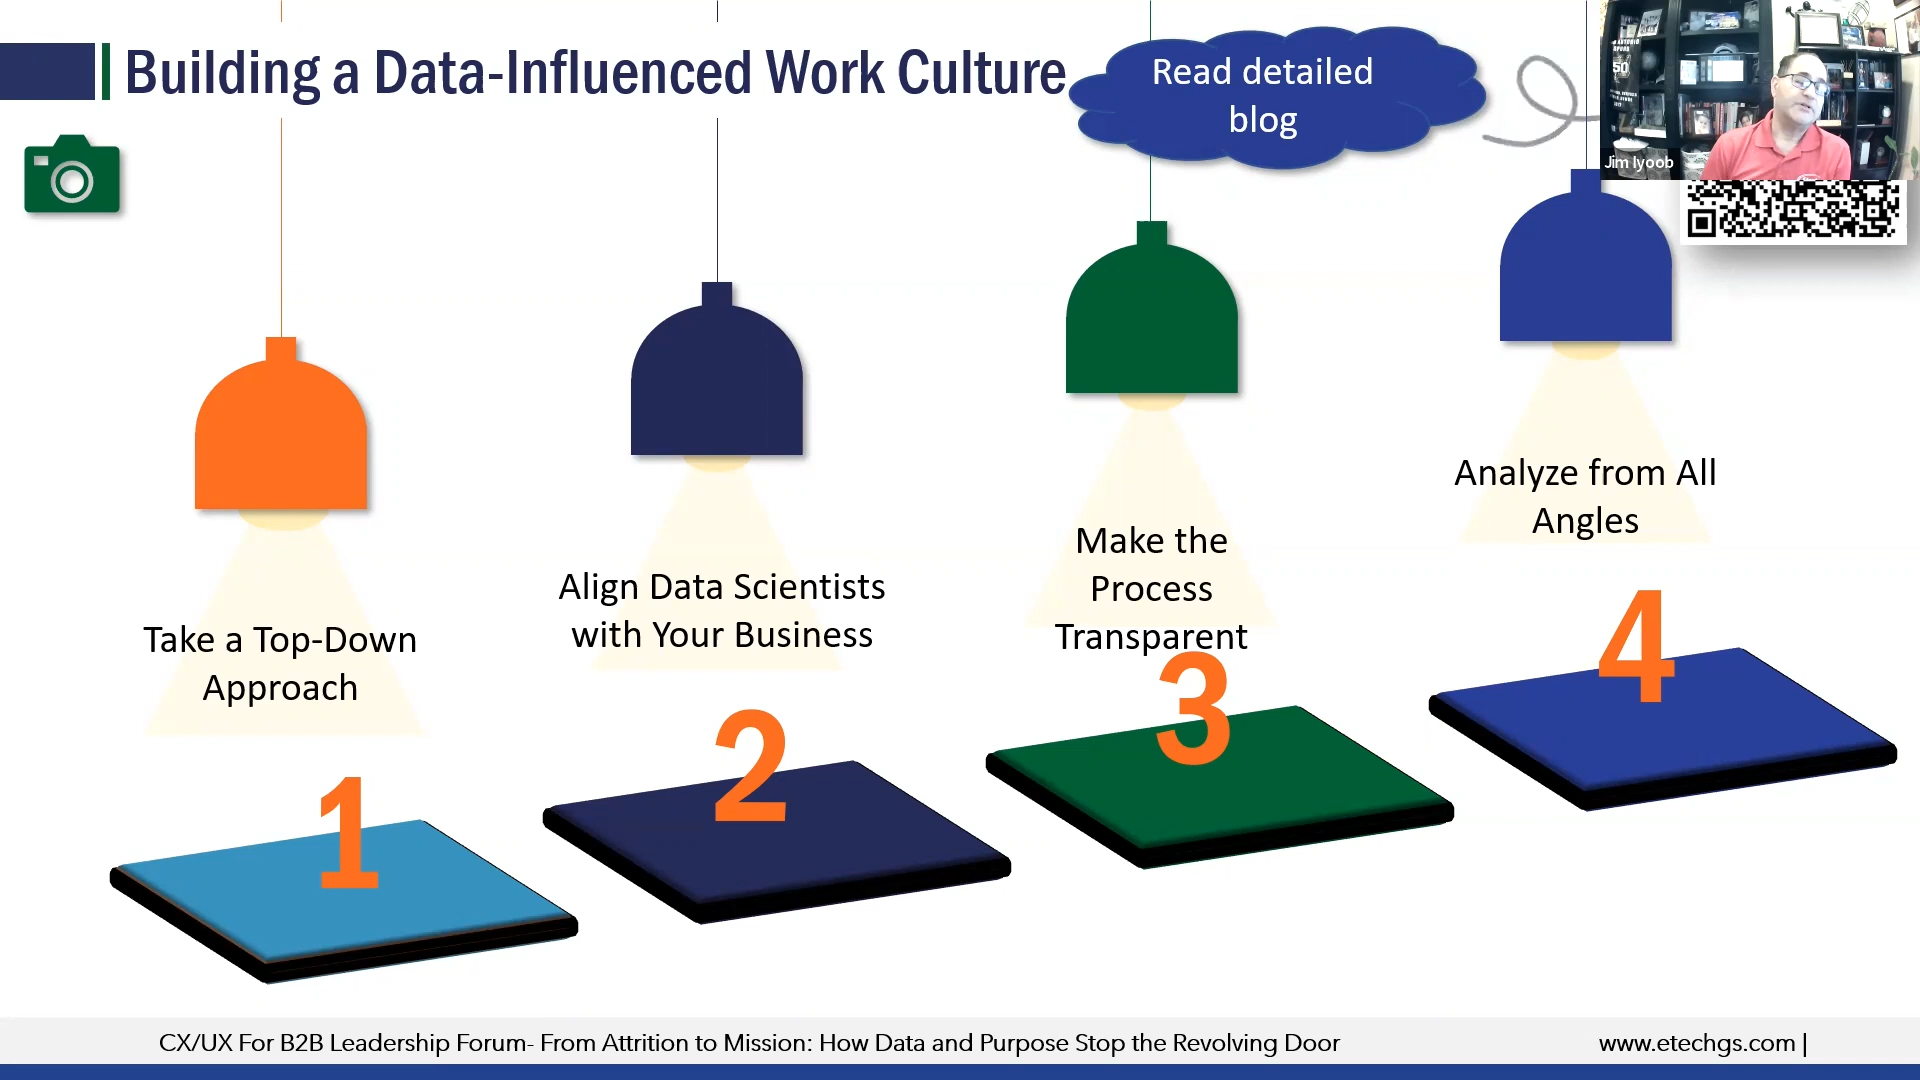 Building a Data-Influenced Work Culture
Read detailed
blog
Jim Iyoob
50
Analyze from All
Angles
Make the
Process
Transparent
Align Data Scientists
with Your Business
Take a Top-Down
Approach
4
3
2
1
CX/UX For B2B Leadership Forum- From Attrition to Mission: How Data and Purpose Stop the Revolving Door
www.etechgs.com |